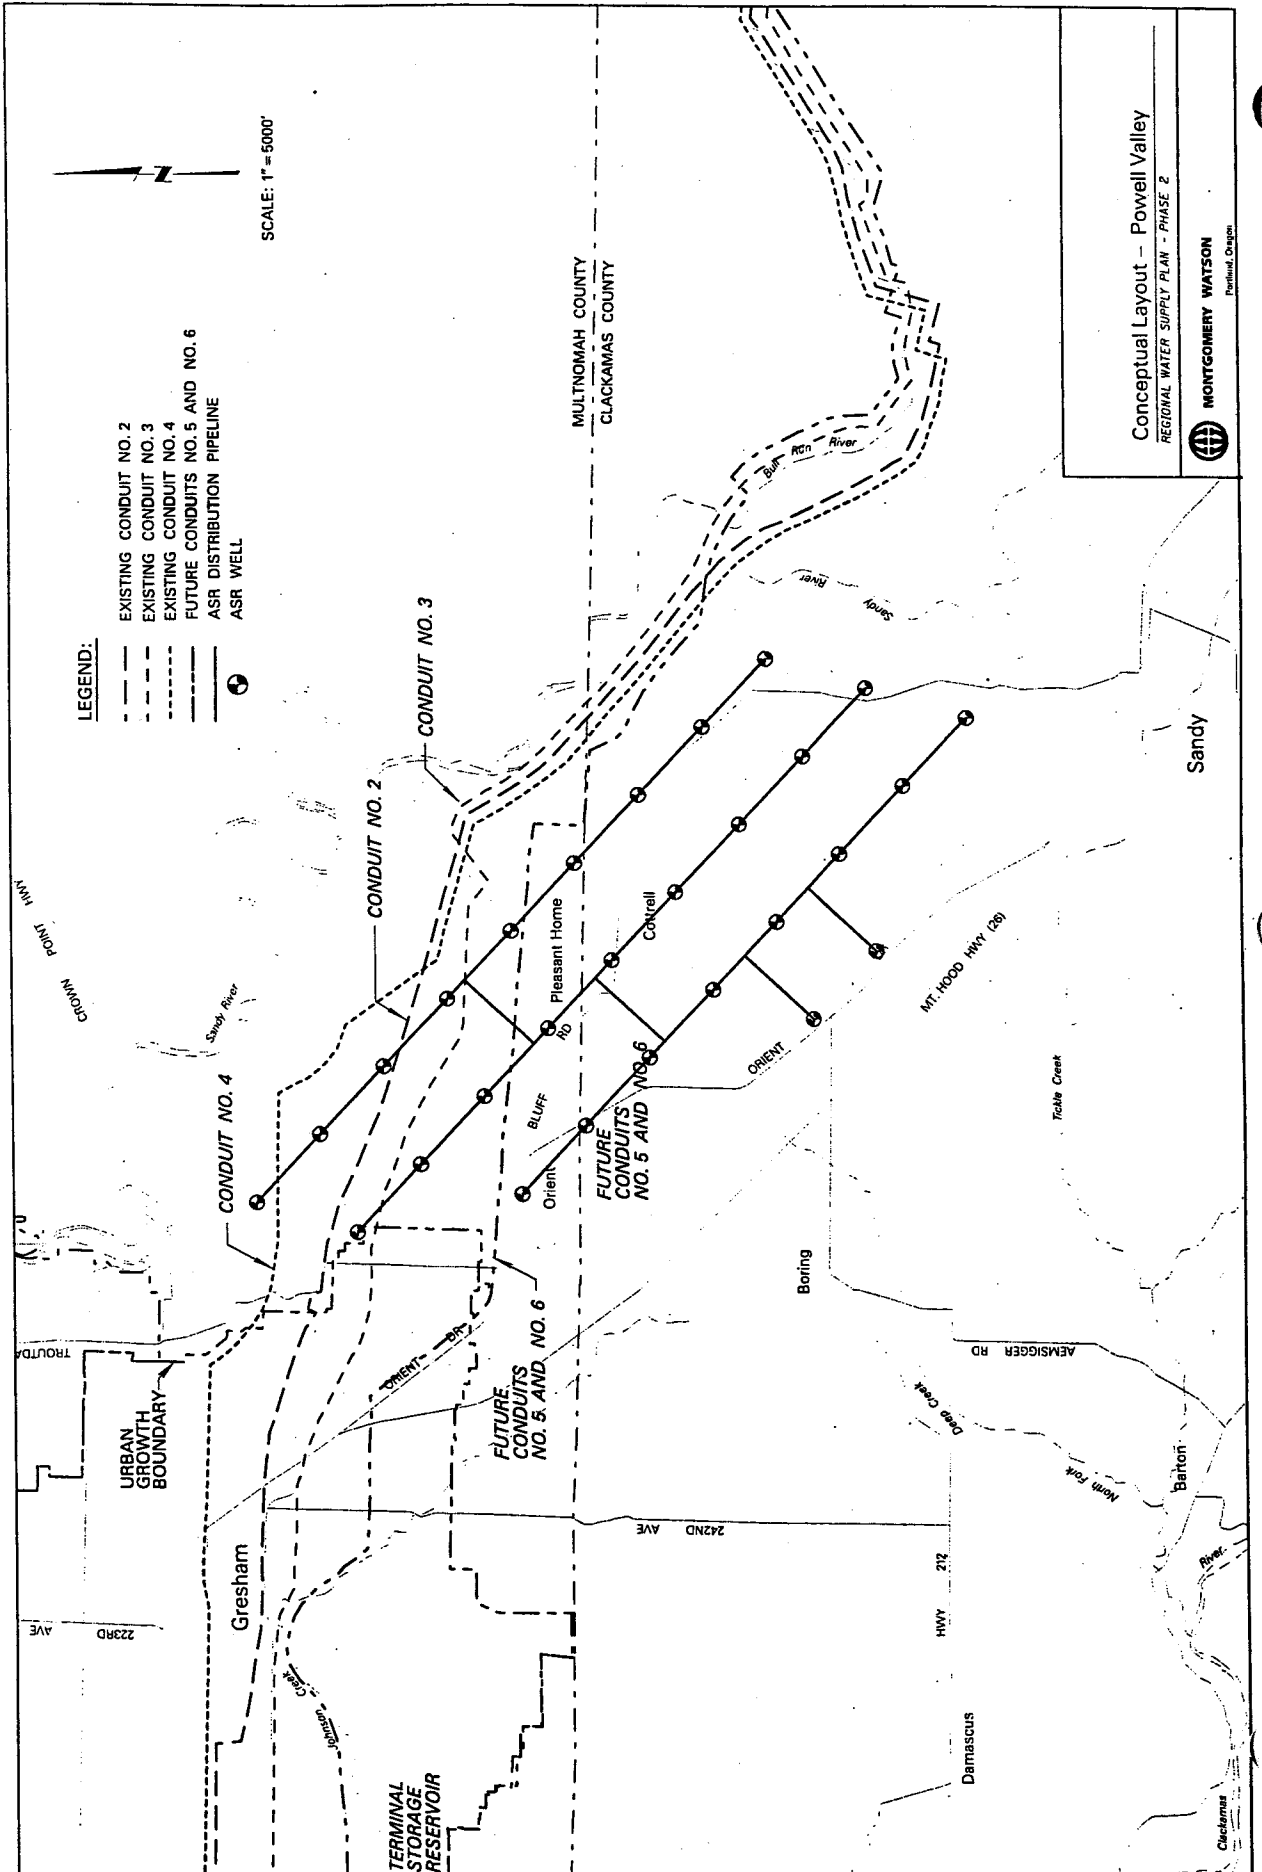 LEGEND:
EXISTING CONDUIT NO. 2
EXISTING CONDUIT NO. 3
EXISTING CONDUIT NO. 4
FUTURE CONDUITS NO. 5 AND NO. 6
ASR DISTRIBUTION PIPELINE
ASR WELL
N
SCALE: 1" = 5000'
MULTNOMAH COUNTY
CLACKAMAS COUNTY
CROWN POINT HWY
Sandy River
CONDUIT NO. 4
CONDUIT NO. 2
CONDUIT NO. 3
Bull Run River
Sandy River
TROUTDA
URBAN
GROWTH
BOUNDARY
223RD AVE
Gresham
Johnson Creek
TERMINAL
STORAGE
RESERVOIR
ORIENT DR
FUTURE
CONDUITS
NO. 5 AND NO. 6
242ND AVE
Orient
BLUFF RD
Pleasant Home
Cottrell
FUTURE
CONDUITS
NO. 5 AND NO. 6
ORIENT
MT. HOOD HWY (26)
Boring
Tickle Creek
Sandy
Damascus
HWY 212
Deep Creek
North Fork
AEMSIGGER RD
Barton
River
Clackamas
Conceptual Layout – Powell Valley
REGIONAL WATER SUPPLY PLAN - PHASE 2
MONTGOMERY WATSON
Portland, Oregon